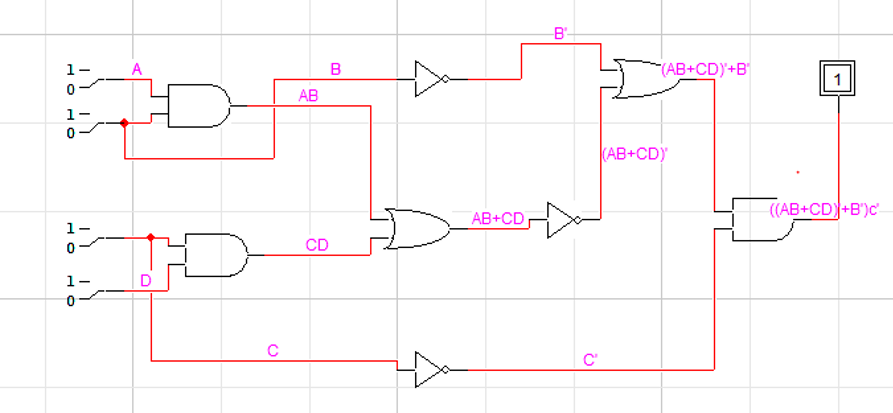 B'
1
A
B
(AB+CD)'+B'
1
0
AB
1
0
(AB+CD)'
((AB+CD)'+B')c'
1
0
AB+CD
CD
1
D
0
C
C'